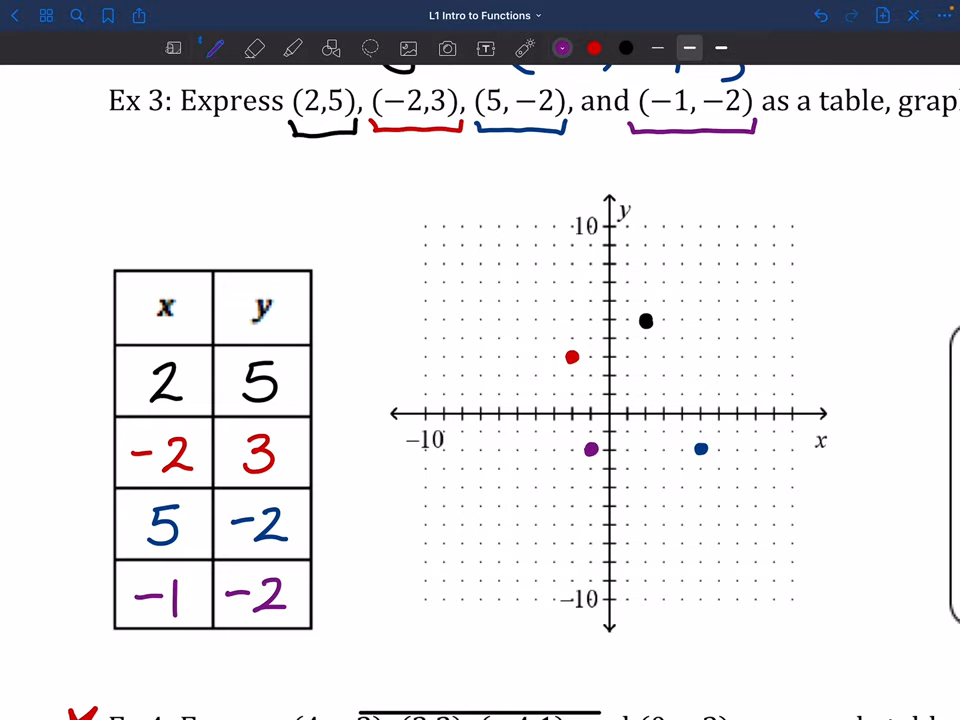 L1 Intro to Functions
Ex 3: Express (2,5), (−2,3), (5, −2), and (−1, −2) as a table,
y
10
−10
x
−10
x y
2 5
-2 3
5 -2
-1 -2